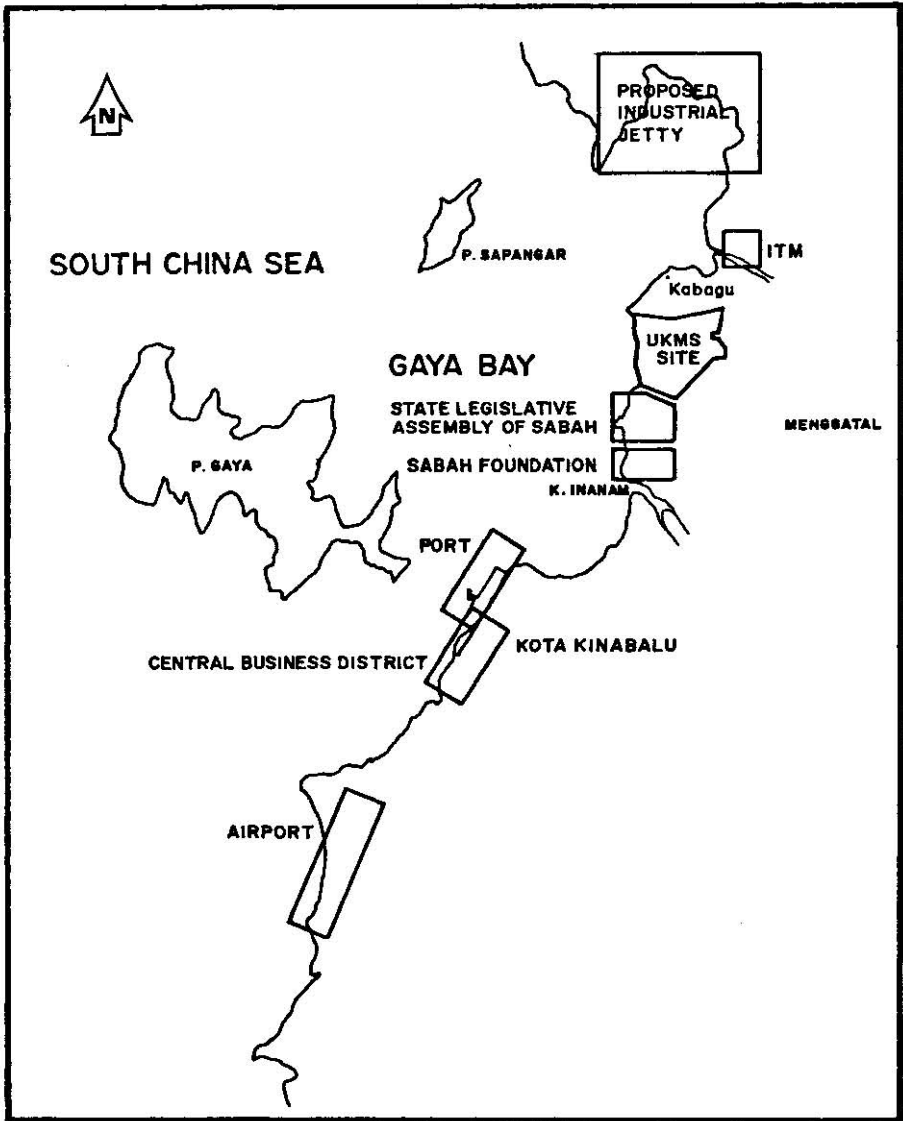 N
PROPOSED
INDUSTRIAL
JETTY
SOUTH CHINA SEA
P. SAPANGAR
ITM
Kabagu
UKMS
SITE
GAYA BAY
STATE LEGISLATIVE
ASSEMBLY OF SABAH
MENGGATAL
P. GAYA
SABAH FOUNDATION
K. INANAM
PORT
KOTA KINABALU
CENTRAL BUSINESS DISTRICT
AIRPORT